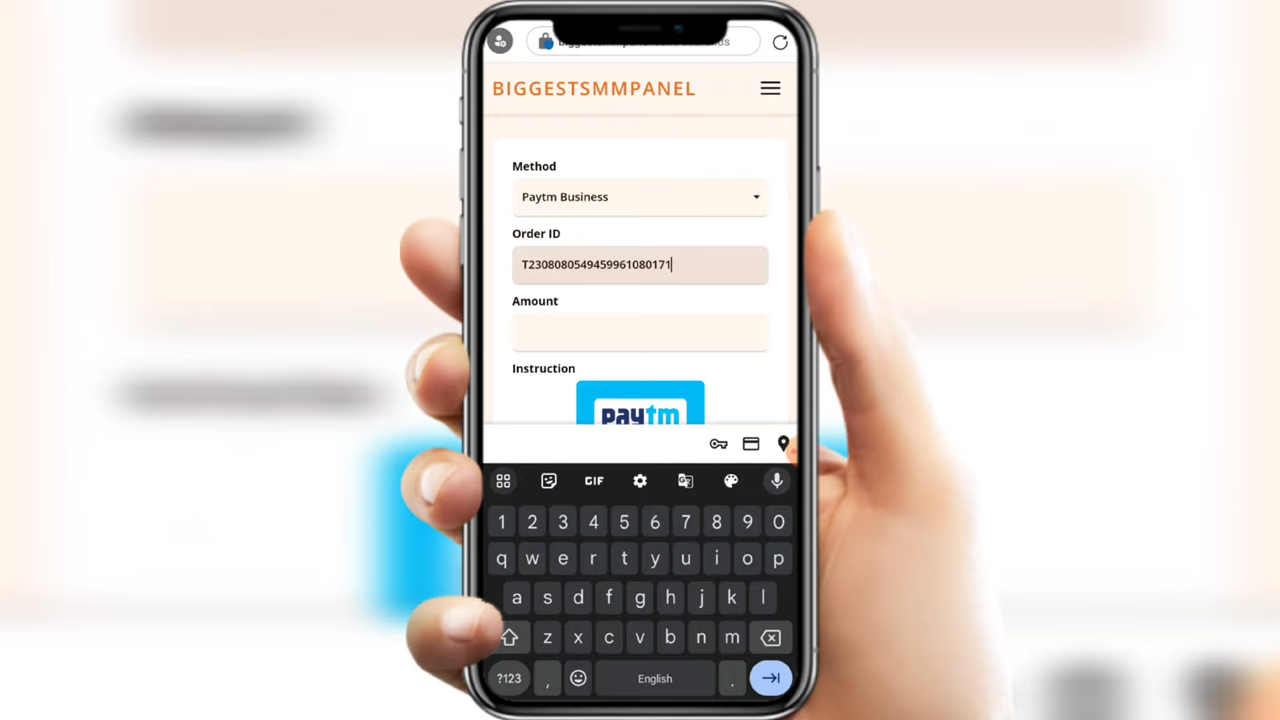 BIGGESTSMMPANEL
Method
Paytm Business
Order ID
T2308080549459961080171
Amount
Instruction
paytm
GIF
1 2 3 4 5 6 7 8 9 0
q w e r t y u i o p
a s d f g h j k l
z x c v b n m
?123 , English .